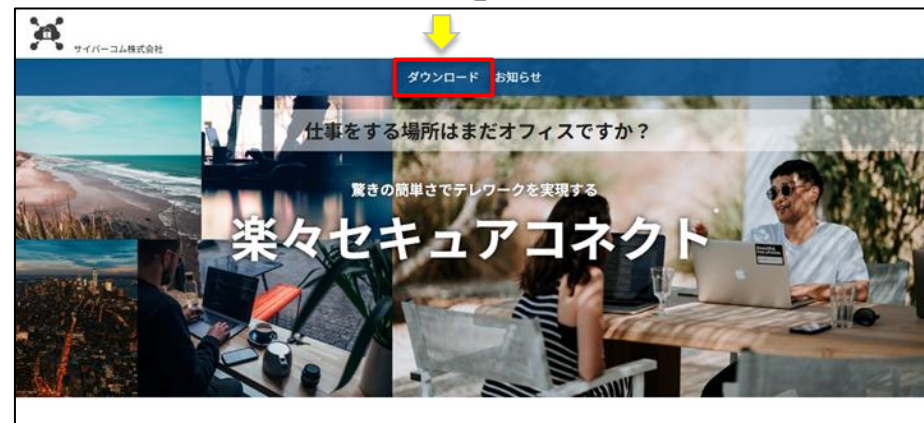 サイバーコム株式会社
ダウンロード お知らせ
仕事をする場所はまだオフィスですか？
驚きの簡単さでテレワークを実現する
楽々セキュアコネクト